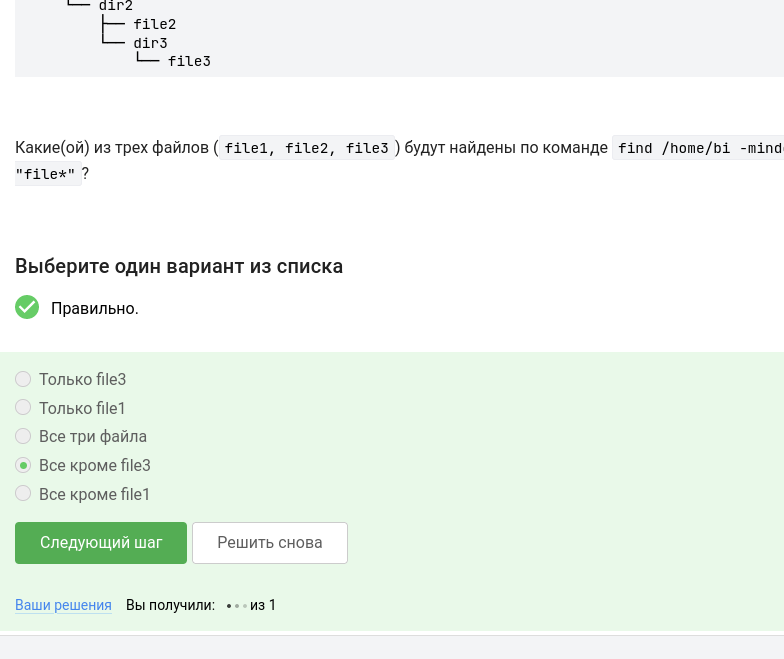 └── dir2
├── file2
└── dir3
└── file3
Какие(ой) из трех файлов ( file1, file2, file3 ) будут найдены по команде find /home/bi -mind
"file*" ?
Выберите один вариант из списка
Правильно.
Только file3
Только file1
Все три файла
Все кроме file3
Все кроме file1
Следующий шаг Решить снова
Ваши решения Вы получили: из 1